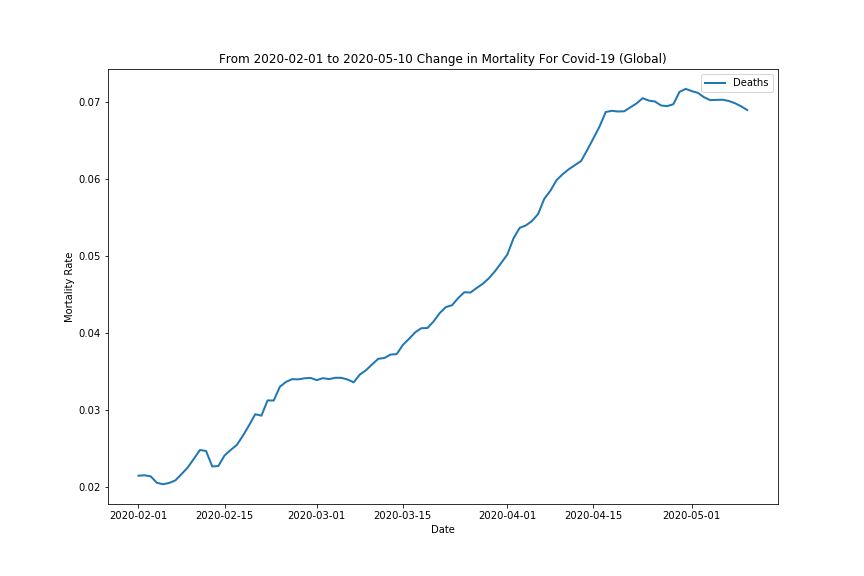 From 2020-02-01 to 2020-05-10 Change in Mortality For Covid-19 (Global)
Deaths
0.07
0.06
0.05
0.04
0.03
0.02
Mortality Rate
2020-02-01 2020-02-15 2020-03-01 2020-03-15 2020-04-01 2020-04-15 2020-05-01
Date